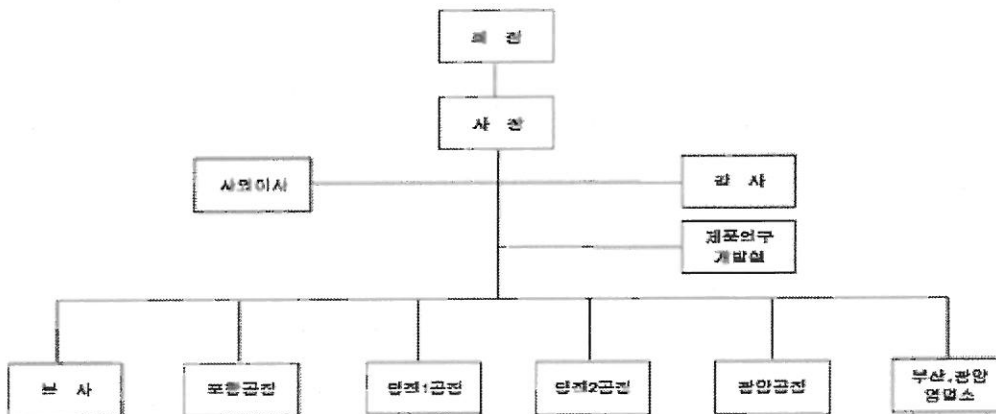 회 장
사 장
사외이사
감 사
제품연구
개발실
본 사
포항공장
당진1공장
당진2공장
광양공장
부산,광양
영업소